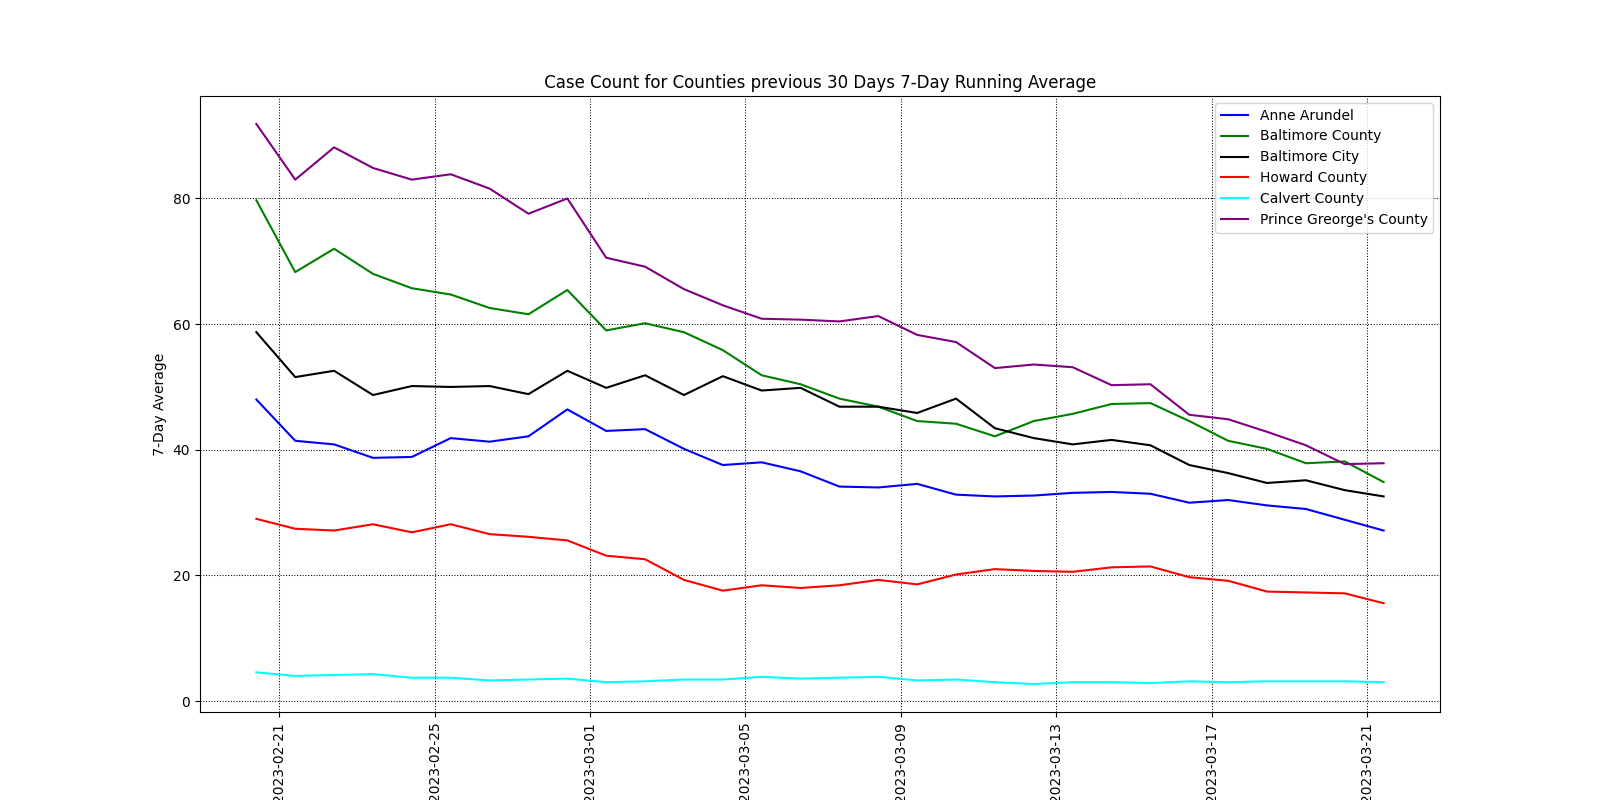 Case Count for Counties previous 30 Days 7-Day Running Average
Anne Arundel
Baltimore County
Baltimore City
Howard County
Calvert County
Prince Greorge's County
7-Day Average
80
60
40
20
0
2023-02-21
2023-02-25
2023-03-01
2023-03-05
2023-03-09
2023-03-13
2023-03-17
2023-03-21